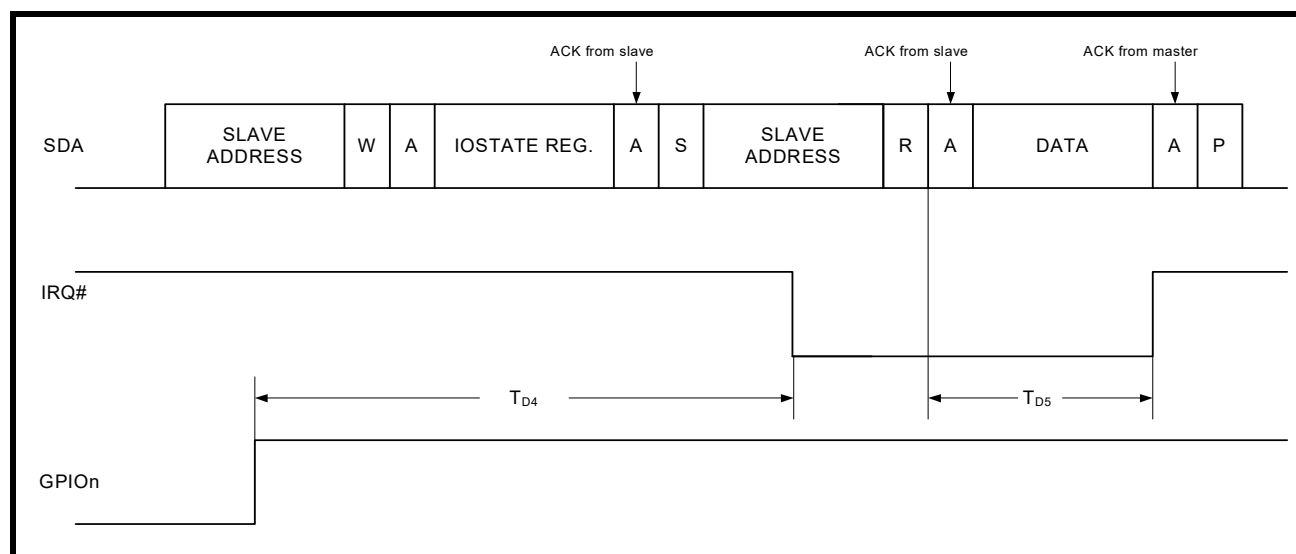 ACK from slave
ACK from slave
ACK from master
SDA
SLAVE
ADDRESS
W
A
IOSTATE REG.
A
S
SLAVE
ADDRESS
R
A
DATA
A
P
IRQ#
TD4
TD5
GPIOn